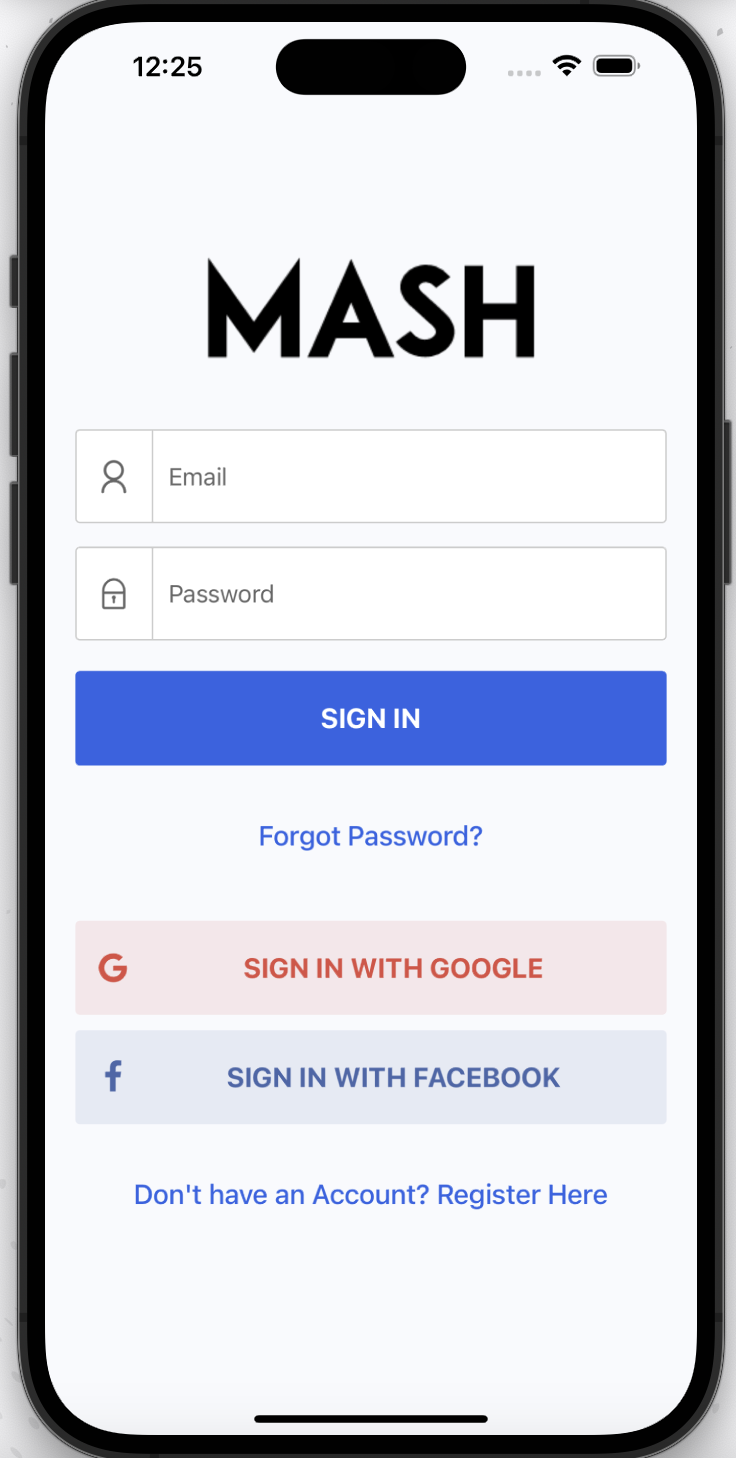 12:25
MASH
Email
Password
SIGN IN
Forgot Password?
SIGN IN WITH GOOGLE
SIGN IN WITH FACEBOOK
Don't have an Account? Register Here